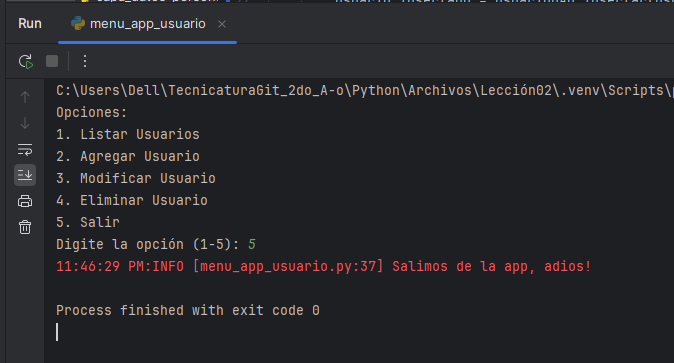 Run
menu_app_usuario
C:\Users\Dell\TecnicaturaGit_2do_A-o\Python\Archivos\Lección02\.venv\Scripts\
Opciones:
1. Listar Usuarios
2. Agregar Usuario
3. Modificar Usuario
4. Eliminar Usuario
5. Salir
Digite la opción (1-5): 5
11:46:29 PM:INFO [menu_app_usuario.py:37] Salimos de la app, adios!
Process finished with exit code 0